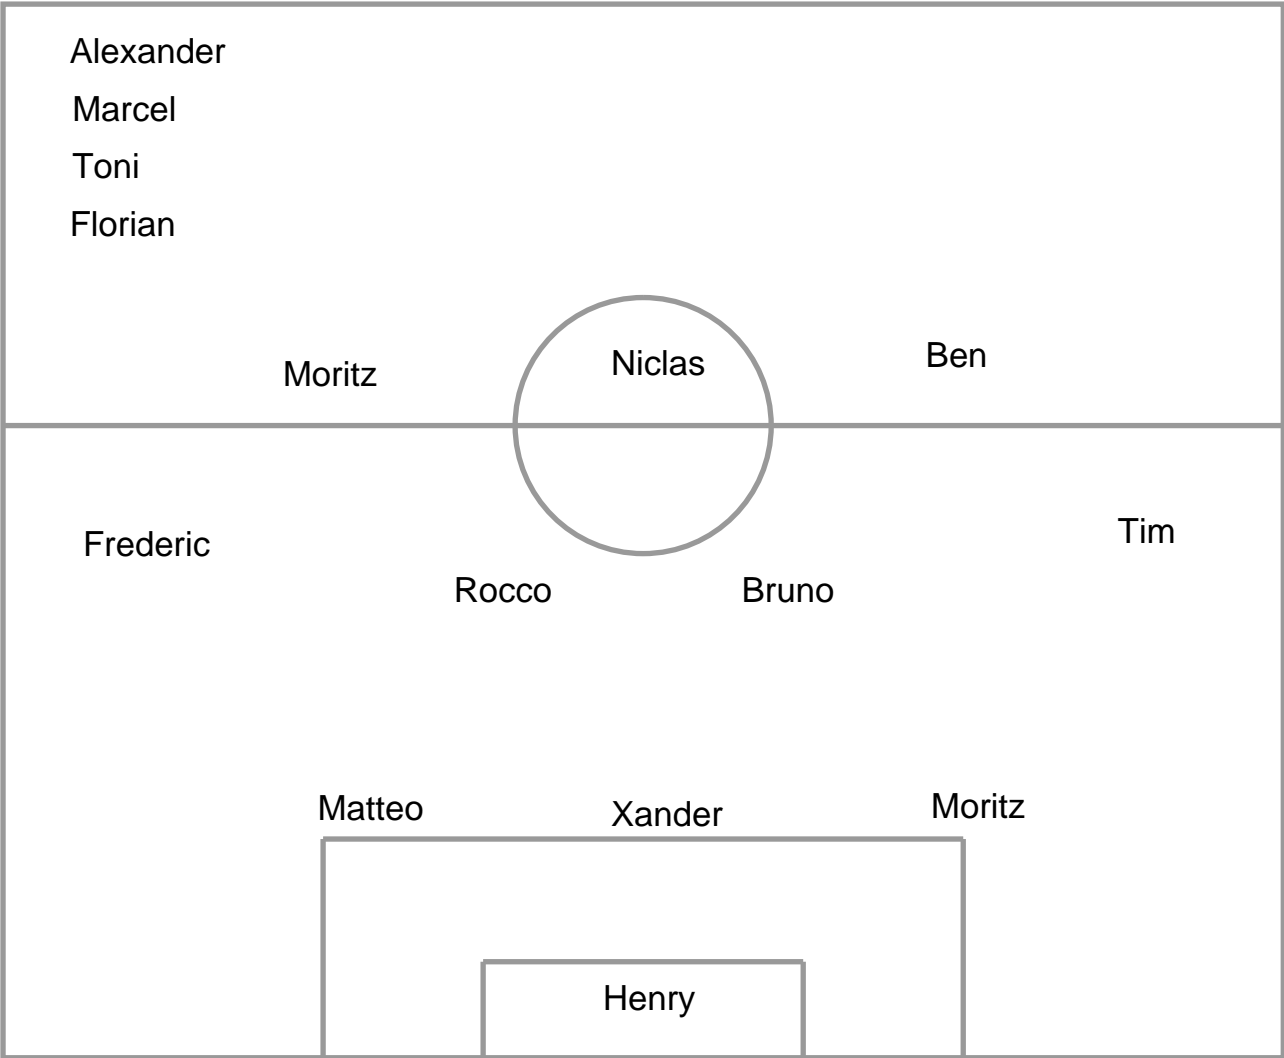 Alexander
Marcel
Toni
Florian
Moritz
Niclas
Ben
Frederic
Tim
Rocco
Bruno
Matteo
Xander
Moritz
Henry